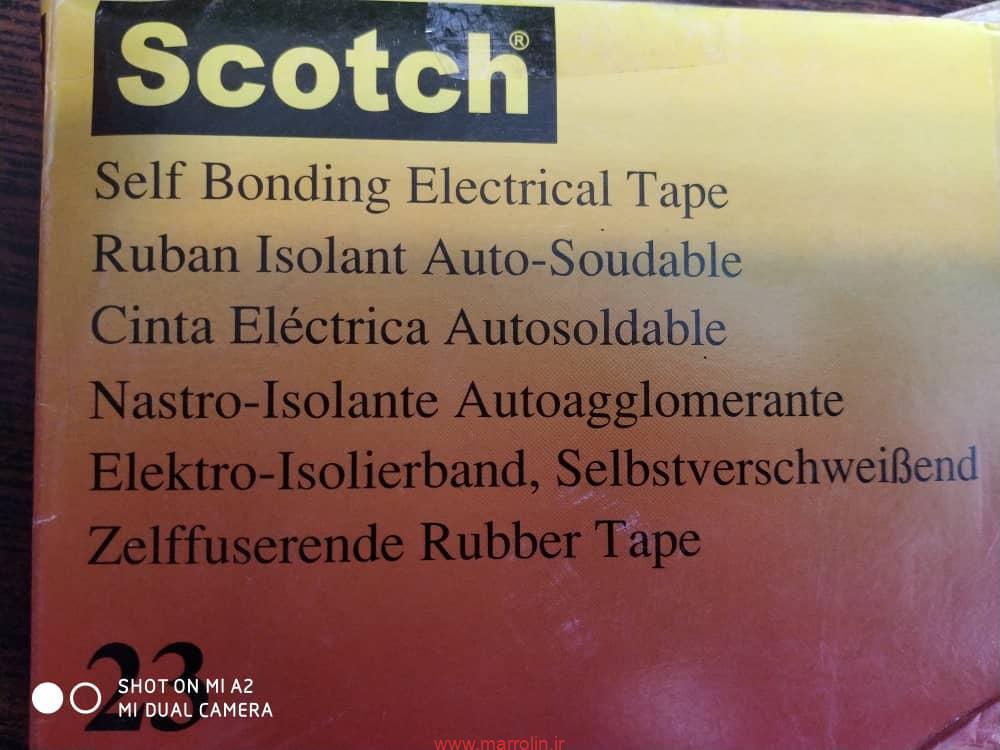 Scotch®
Self Bonding Electrical Tape
Ruban Isolant Auto-Soudable
Cinta Eléctrica Autosoldable
Nastro-Isolante Autoagglomerante
Elektro-Isolierband, Selbstverschweißend
Zelffuserende Rubber Tape
23
SHOT ON MI A2
MI DUAL CAMERA
www.marrolin.ir